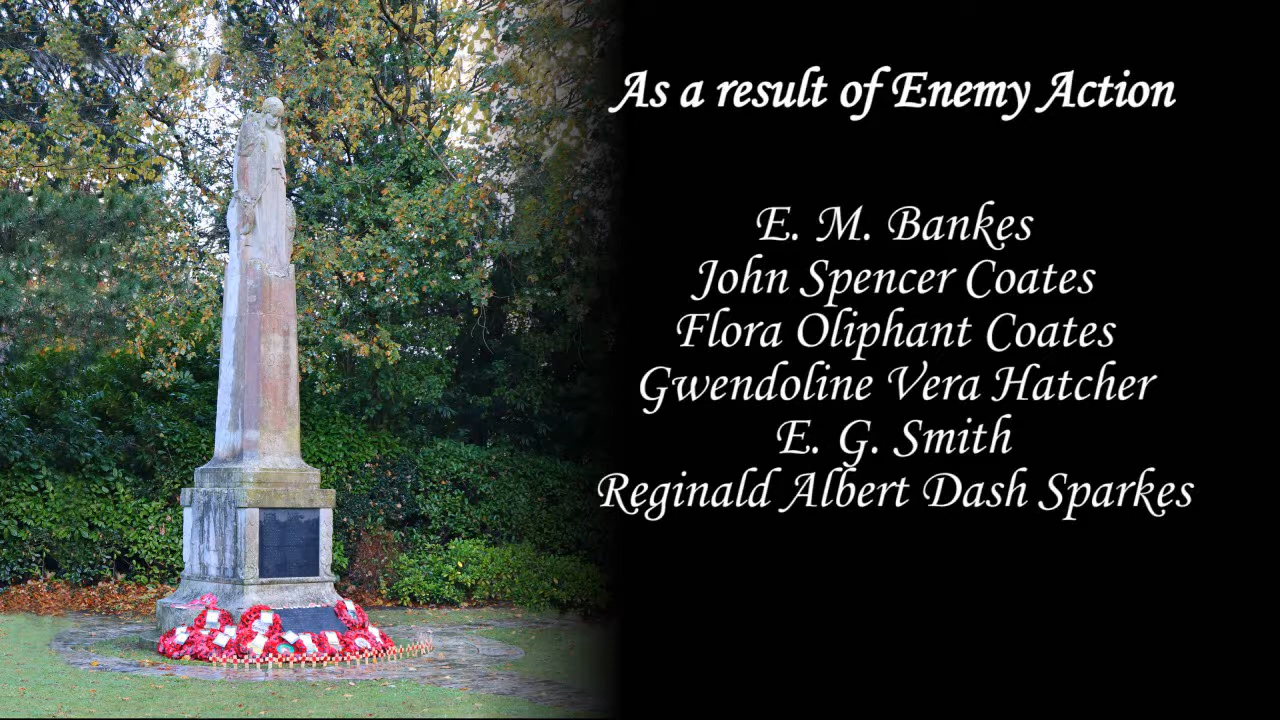 As a result of Enemy Action
E. M. Bankes
John Spencer Coates
Flora Oliphant Coates
Gwendoline Vera Hatcher
E. G. Smith
Reginald Albert Dash Sparkes